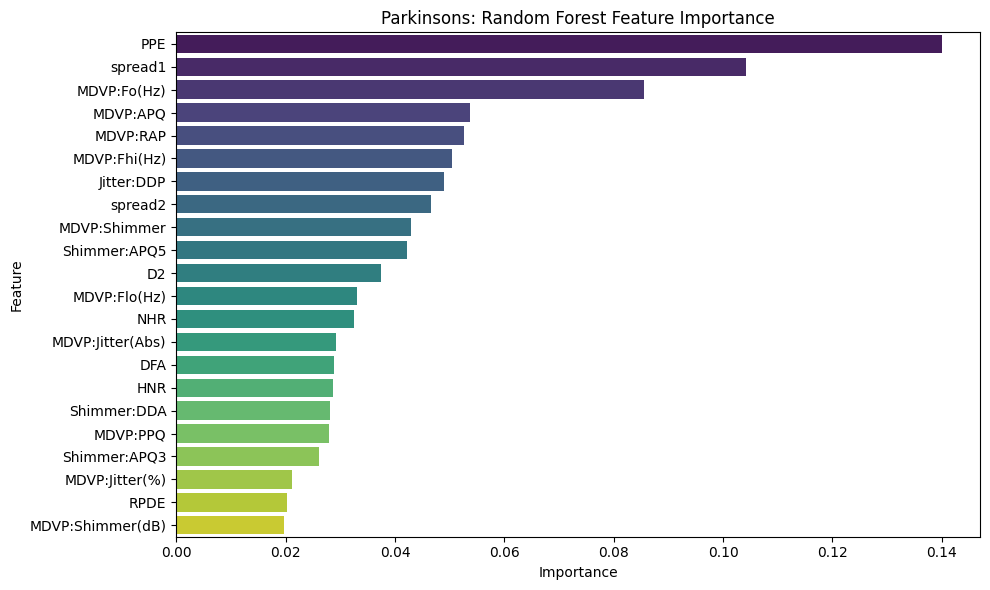 Parkinsons: Random Forest Feature Importance
PPE
spread1
MDVP:Fo(Hz)
MDVP:APQ
MDVP:RAP
MDVP:Fhi(Hz)
Jitter:DDP
spread2
MDVP:Shimmer
Shimmer:APQ5
D2
MDVP:Flo(Hz)
NHR
MDVP:Jitter(Abs)
DFA
HNR
Shimmer:DDA
MDVP:PPQ
Shimmer:APQ3
MDVP:Jitter(%)
RPDE
MDVP:Shimmer(dB)
Feature
0.00 0.02 0.04 0.06 0.08 0.10 0.12 0.14
Importance